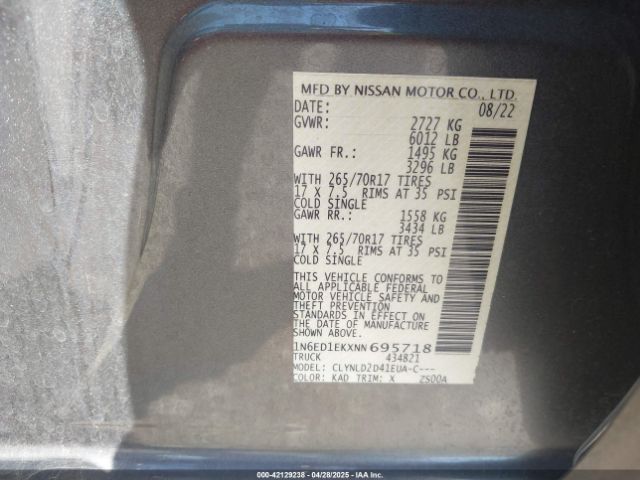 MFD BY NISSAN MOTOR CO., LTD.
DATE: 08/22
GVWR: 2727 KG
6012 LB
GAWR FR.: 1495 KG
3296 LB
WITH 265/70R17 TIRES
17 X 7.5 RIMS AT 35 PSI
COLD SINGLE
GAWR RR.: 1558 KG
3434 LB
WITH 265/70R17 TIRES
17 X 7.5 RIMS AT 35 PSI
COLD SINGLE
THIS VEHICLE CONFORMS TO
ALL APPLICABLE FEDERAL
MOTOR VEHICLE SAFETY AND
THEFT PREVENTION
STANDARDS IN EFFECT ON
THE DATE OF MANUFACTURE
SHOWN ABOVE.
1N6ED1EKXNN695718
TRUCK 434821
MODEL: CLYNLD2D41EUA-C---
COLOR: KAD TRIM: X ZS00A
000-42129238 - 04/28/2025 - IAA Inc.